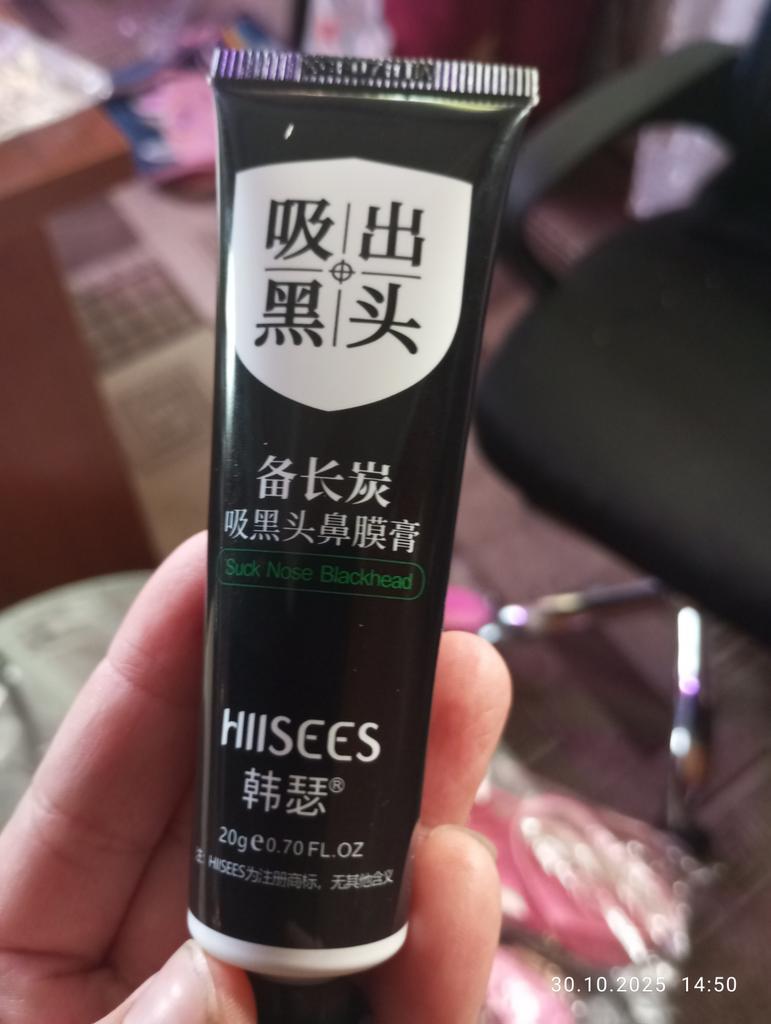 吸出
黑头
备长炭
吸黑头鼻膜膏
Suck Nose Blackhead
HIISEES
韩瑟®
20g e 0.70 FL.OZ
注: HIISEES为注册商标，无其他含义
30.10.2025 14:50